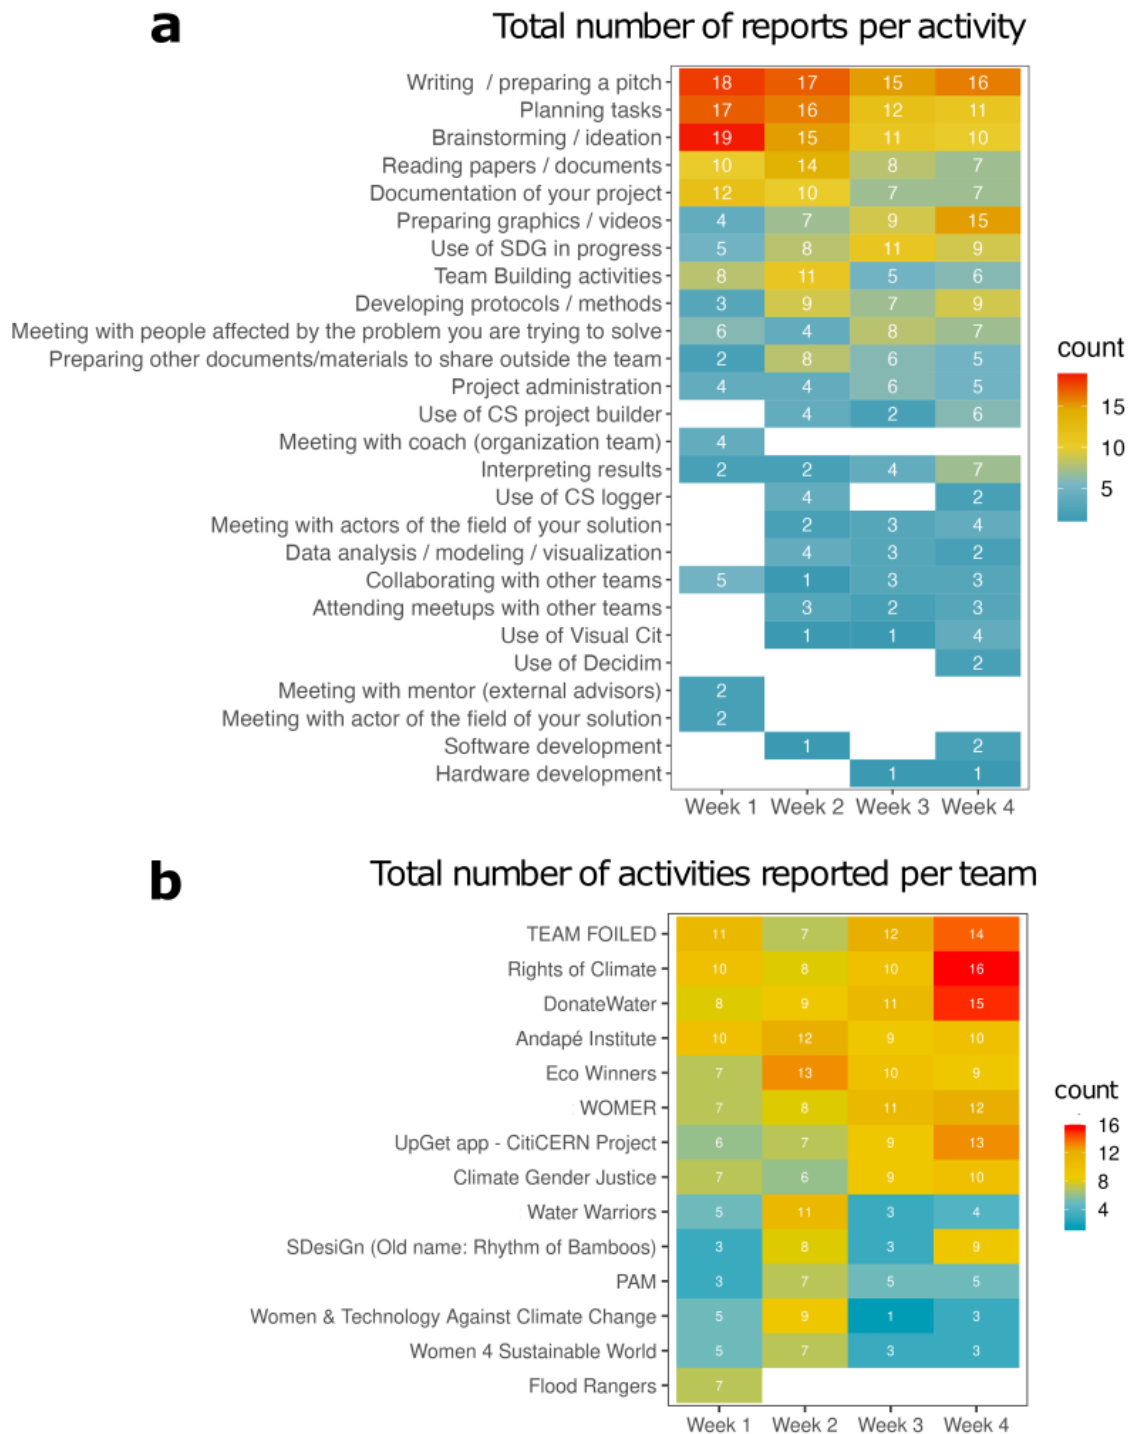 a
Total number of reports per activity
Writing / preparing a pitch 18 17 15 16
Planning tasks 17 16 12 11
Brainstorming / ideation 19 15 11 10
Reading papers / documents 10 14 8 7
Documentation of your project 12 10 7 7
Preparing graphics / videos 4 7 9 15
Use of SDG in progress 5 8 11 9
Team Building activities 8 11 5 6
Developing protocols / methods 3 9 7 9
Meeting with people affected by the problem you are trying to solve 6 4 8 7
Preparing other documents/materials to share outside the team 2 8 6 5
Project administration 4 4 6 5
Use of CS project builder 4 2 6
Meeting with coach (organization team) 4
Interpreting results 2 2 4 7
Use of CS logger 4 2
Meeting with actors of the field of your solution 2 3 4
Data analysis / modeling / visualization 4 3 2
Collaborating with other teams 5 1 3 3
Attending meetups with other teams 3 2 3
Use of Visual Cit 1 1 4
Use of Decidim 2
Meeting with mentor (external advisors) 2
Meeting with actor of the field of your solution 2
Software development 1 2
Hardware development 1 1
Week 1 Week 2 Week 3 Week 4
count
15
10
5
b
Total number of activities reported per team
TEAM FOILED 11 7 12 14
Rights of Climate 10 8 10 16
DonateWater 8 9 11 15
Andapé Institute 10 12 9 10
Eco Winners 7 13 10 9
WOMER 7 8 11 12
UpGet app - CitiCERN Project 6 7 9 13
Climate Gender Justice 7 6 9 10
Water Warriors 5 11 3 4
SDesiGn (Old name: Rhythm of Bamboos) 3 8 3 9
PAM 3 7 5 5
Women & Technology Against Climate Change 5 9 1 3
Women 4 Sustainable World 5 7 3 3
Flood Rangers 7
Week 1 Week 2 Week 3 Week 4
count
16
12
8
4